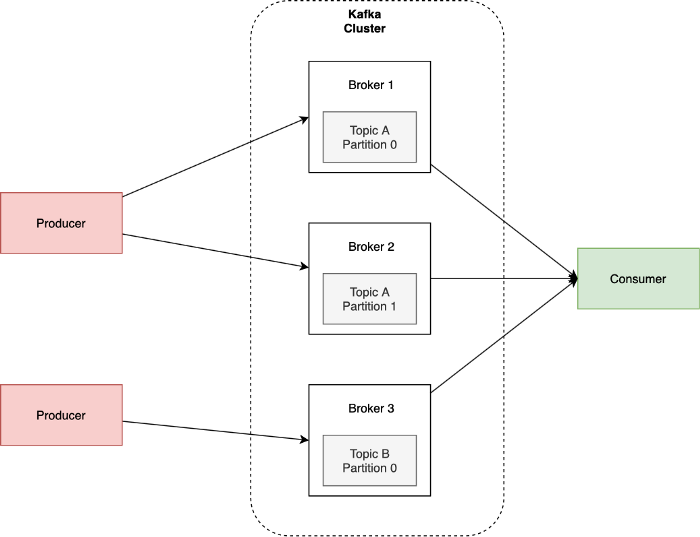 Kafka
Cluster
Broker 1
Topic A
Partition 0
Producer
Broker 2
Topic A
Partition 1
Consumer
Producer
Broker 3
Topic B
Partition 0